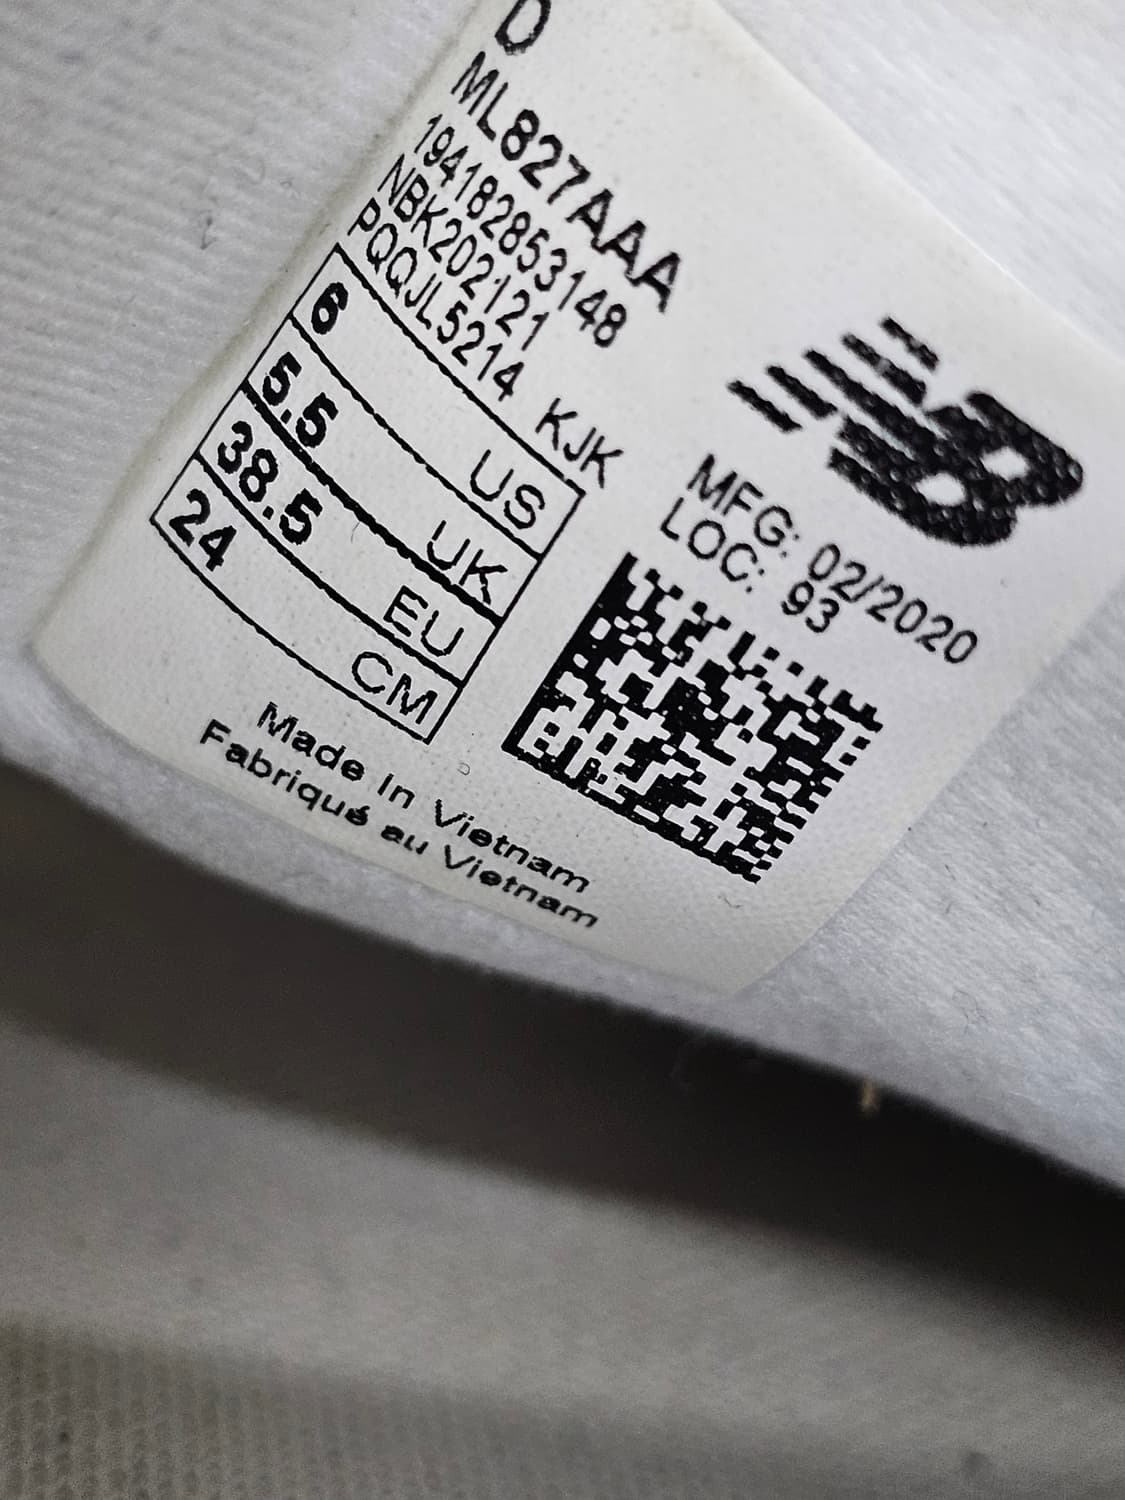 D
ML827AAA
194182853148
NBK202121
PQQJL5214 KJK
6 US
5.5 UK
38.5 EU
24 CM
Made In Vietnam
Fabriqué au Vietnam
NB
MFG: 02/2020
LOC: 93